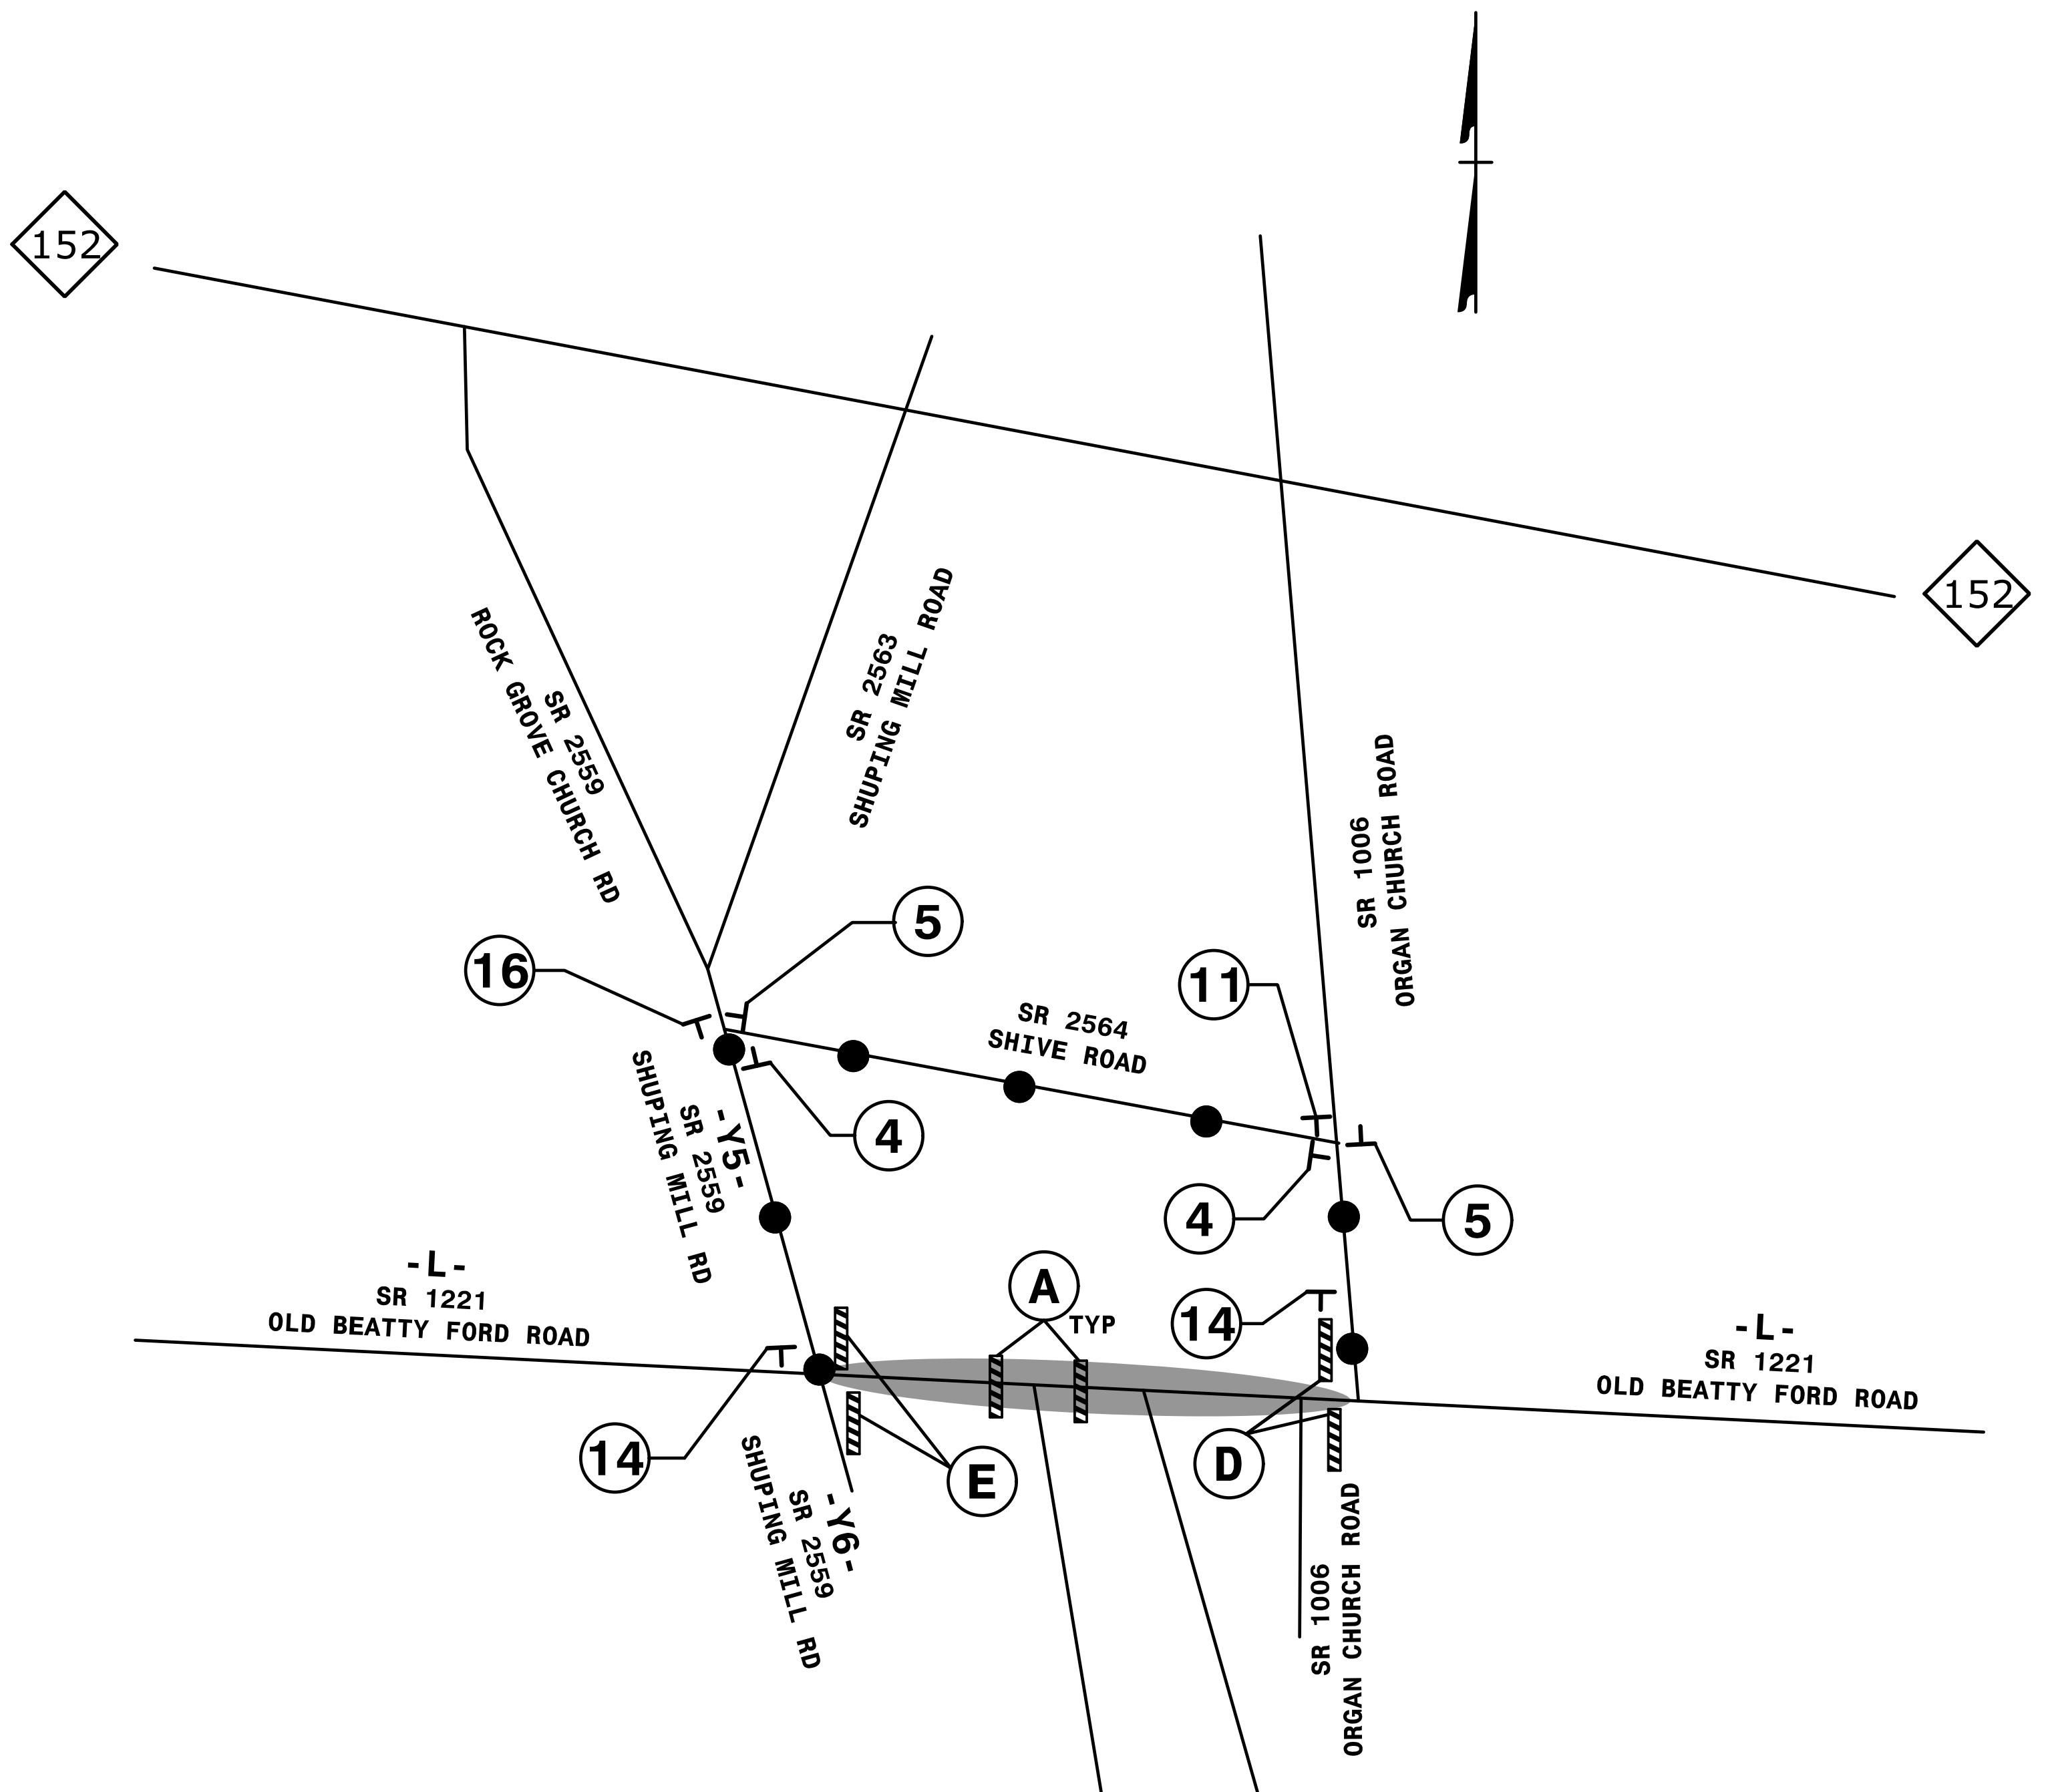 152
152
SR 2559
ROCK GROVE CHURCH RD
SR 2563
SHUPING MILL ROAD
SR 1006
ORGAN CHURCH ROAD
5
16
11
SR 2564
SHIVE ROAD
4
-Y5-
SR 2559
SHUPING MILL RD
4
5
-L-
SR 1221
OLD BEATTY FORD ROAD
A
TYP
14
-L-
SR 1221
OLD BEATTY FORD ROAD
14
E
D
-Y6-
SR 2559
SHUPING MILL RD
SR 1006
ORGAN CHURCH ROAD